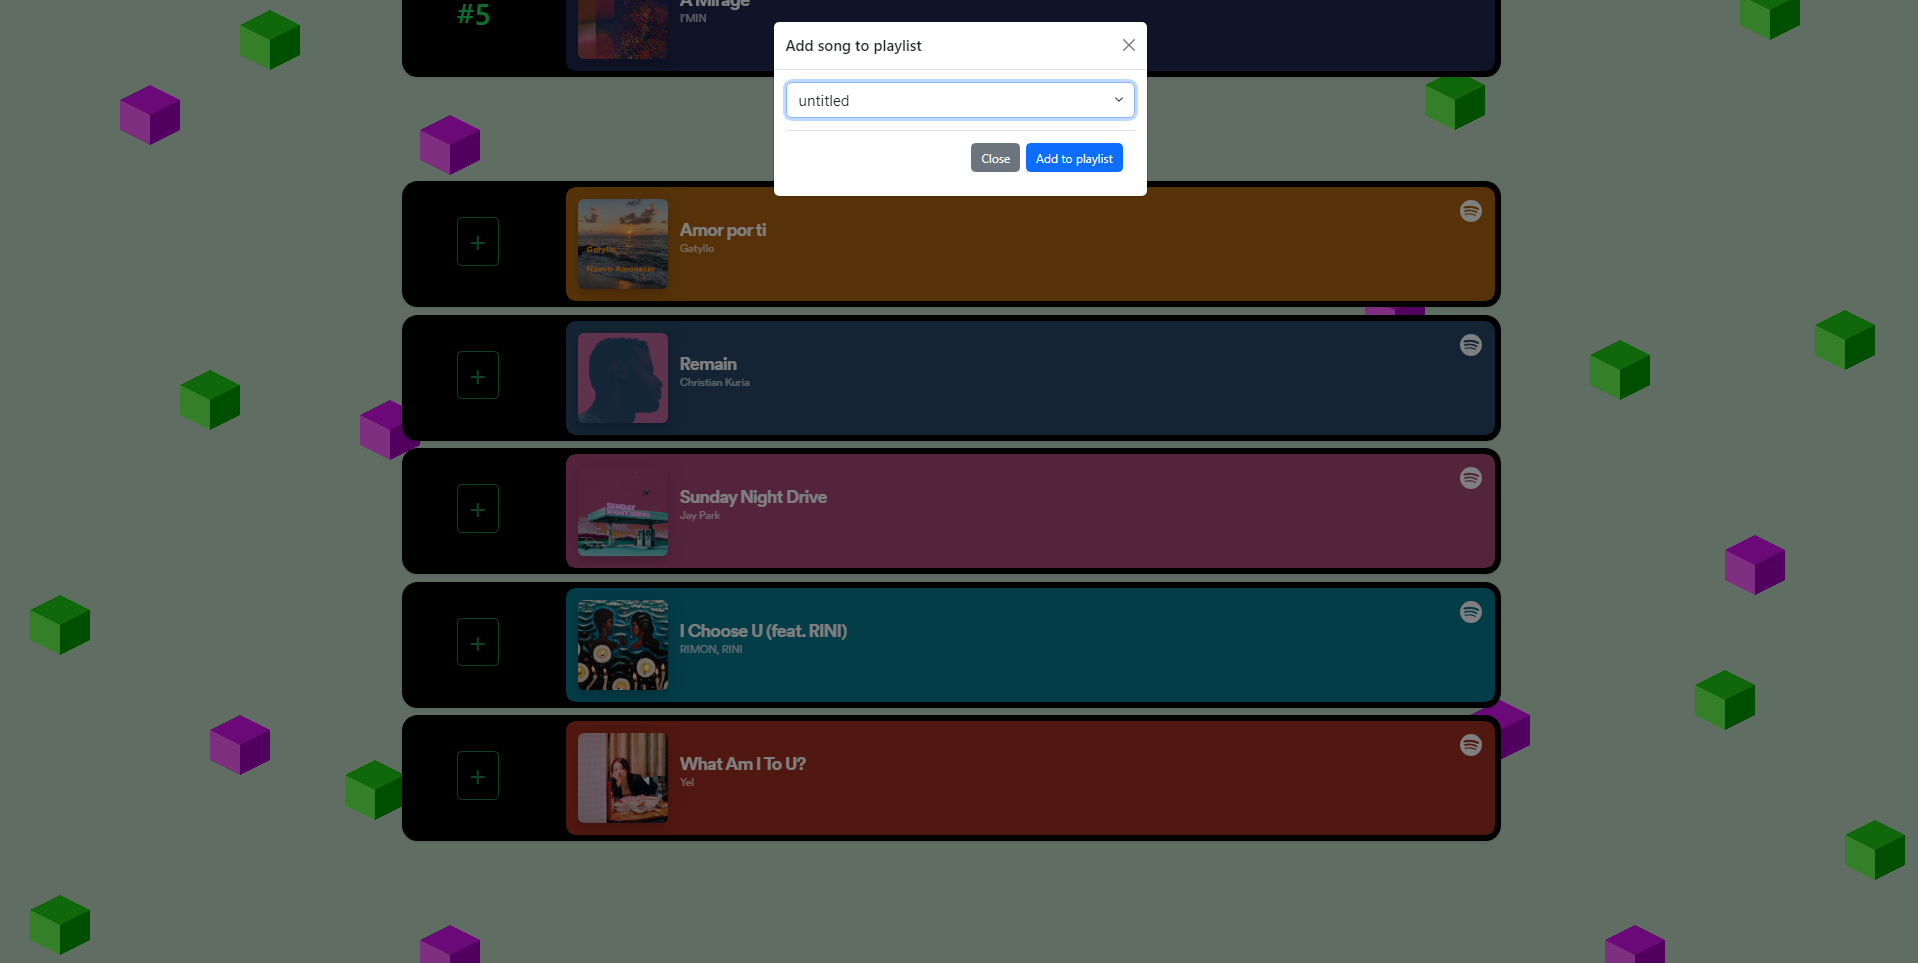 #5
A Mirage
I'MIN
Add song to playlist
untitled
Close
Add to playlist
Gatyllo
Nuevo Amanecer
Amor por ti
Gatyllo
Remain
Christian Kuria
SUNDAY
NIGHT DRIVE
Sunday Night Drive
Jay Park
I Choose U (feat. RINI)
RIMON, RINI
What Am I To U?
Yel